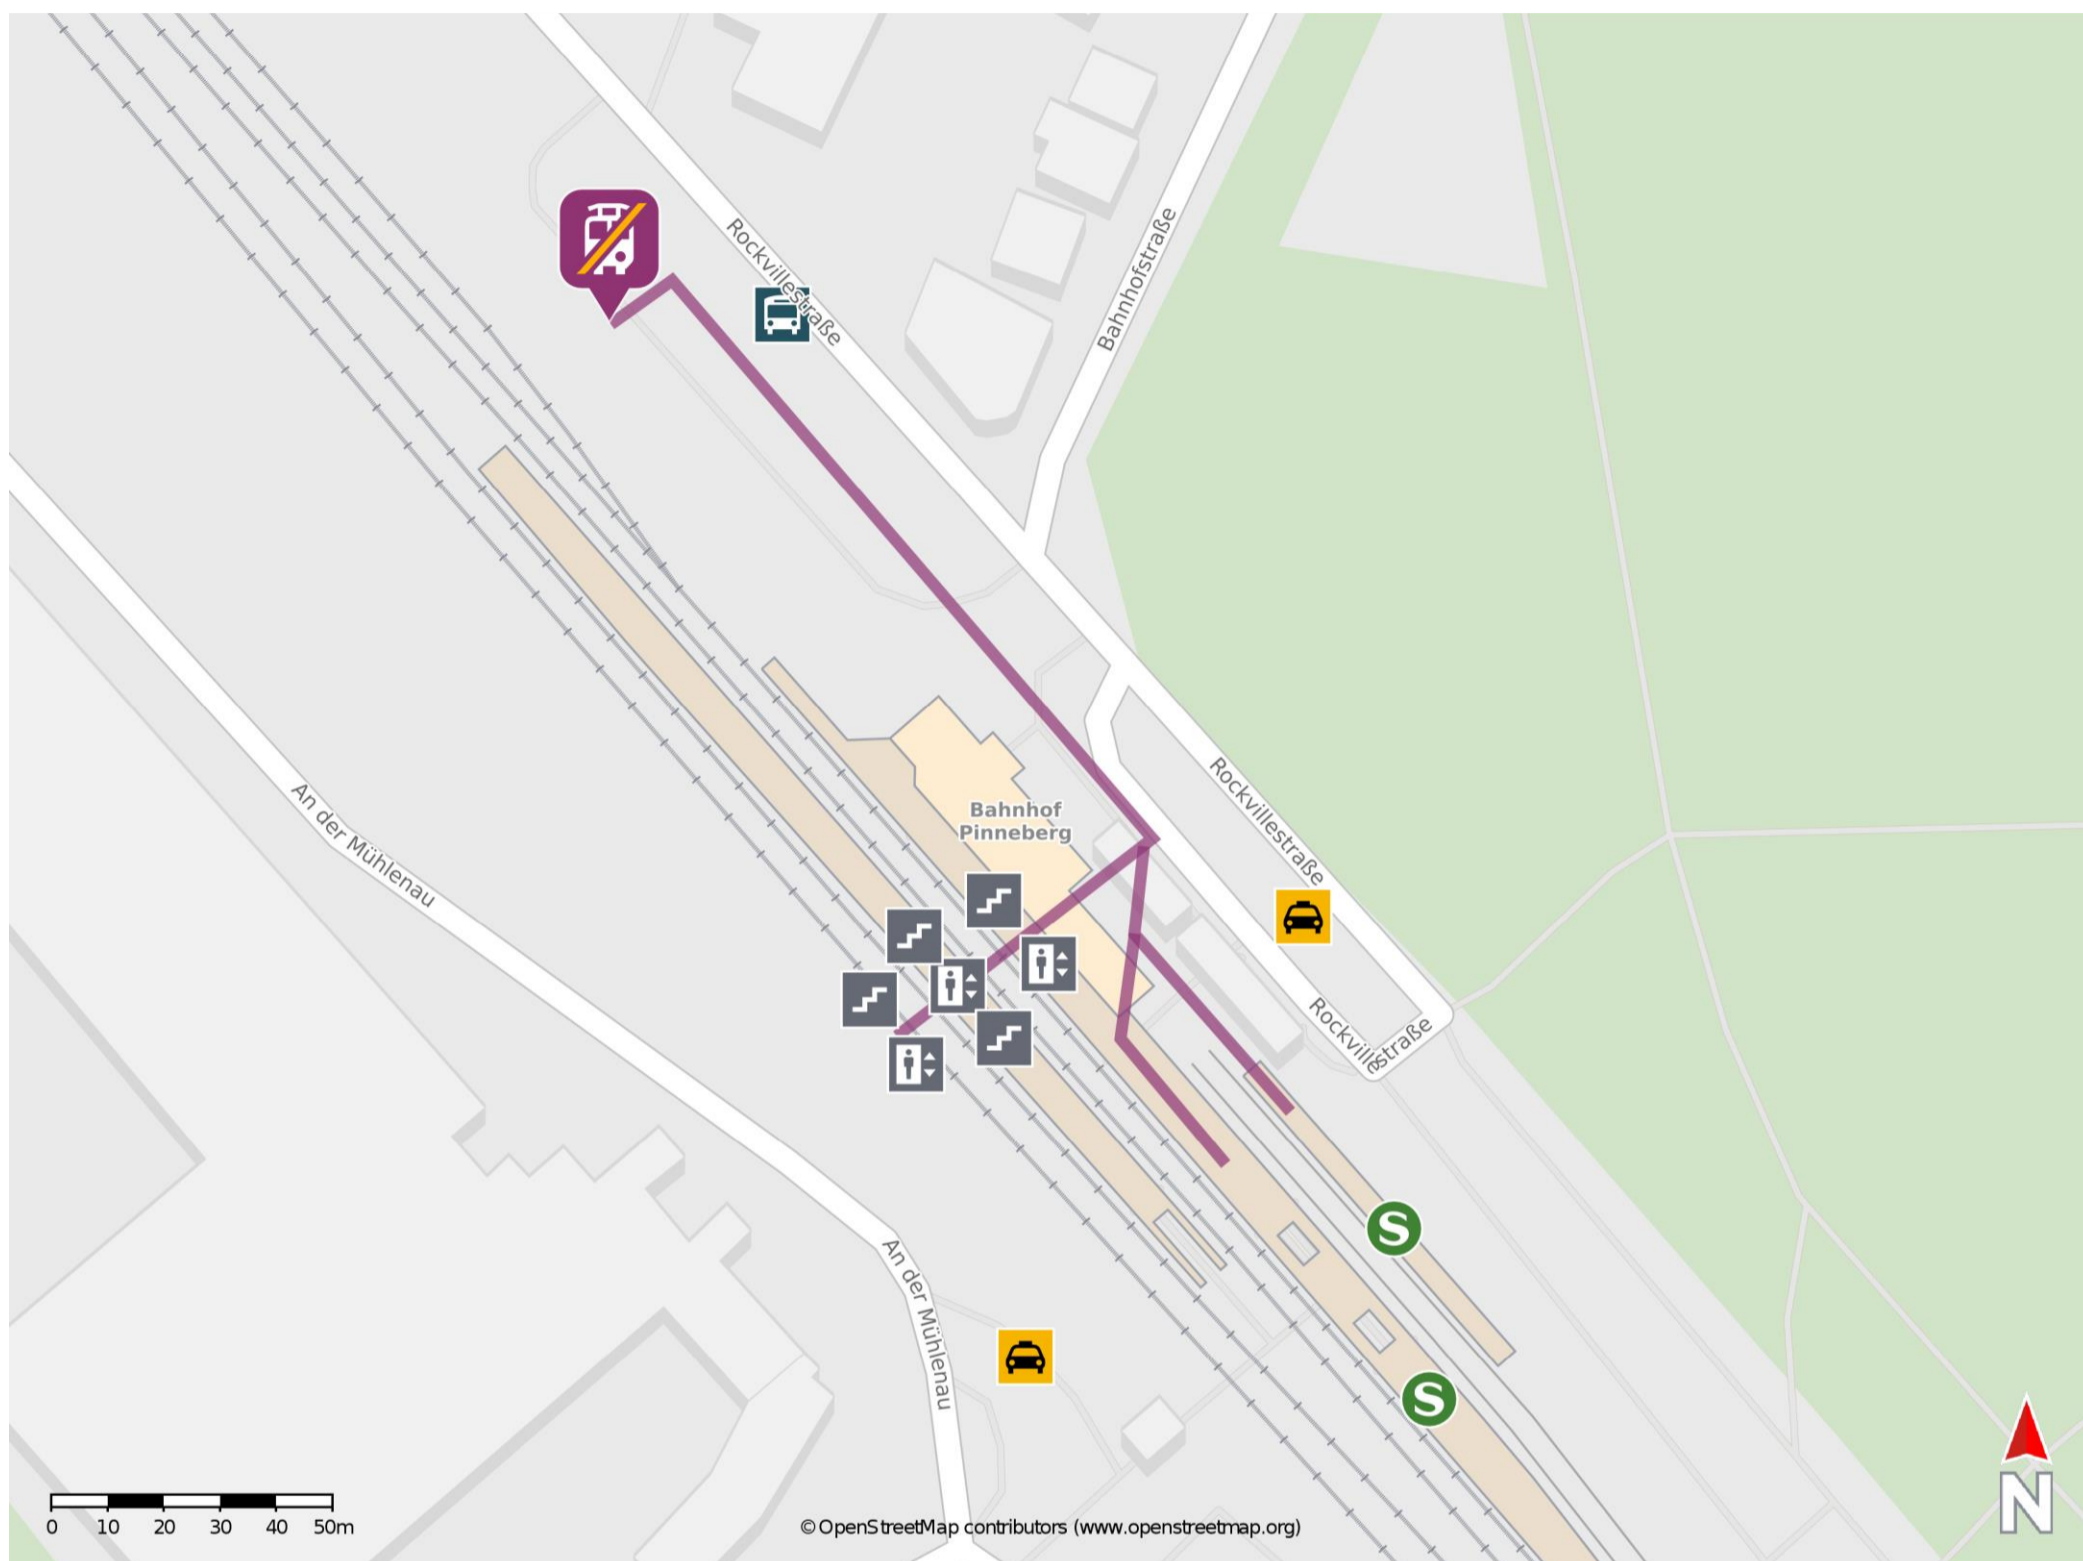 Rockvillestraße
Bahnhofstraße
Rockvillestraße
An der Mühlenau
Bahnhof
Pinneberg
Rockvillestraße
An der Mühlenau
S
S
0 10 20 30 40 50m
© OpenStreetMap contributors (www.openstreetmap.org)
N